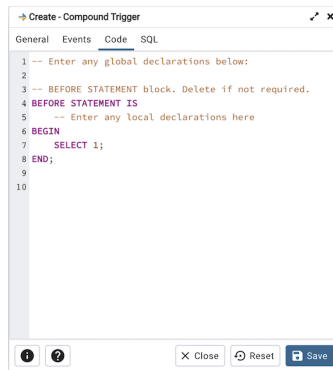 Create - Compound Trigger
General Events Code SQL
1 -- Enter any global declarations below:
2
3 -- BEFORE STATEMENT block. Delete if not required.
4 BEFORE STATEMENT IS
5     -- Enter any local declarations here
6 BEGIN
7     SELECT 1;
8 END;
9
10
i ? Close Reset Save